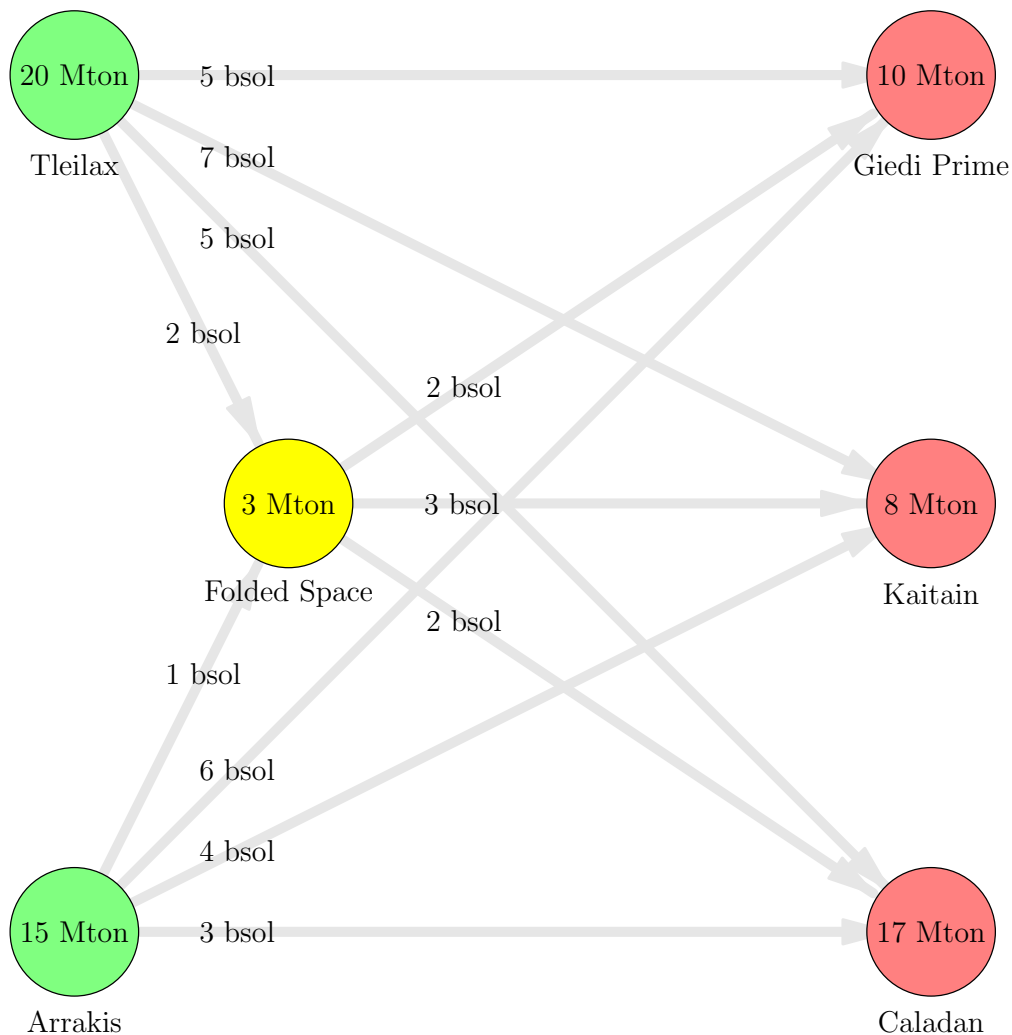 20 Mton
5 bsol
10 Mton
Tleilax
7 bsol
Giedi Prime
5 bsol
2 bsol
2 bsol
3 Mton
3 bsol
8 Mton
Folded Space
Kaitain
2 bsol
1 bsol
6 bsol
4 bsol
15 Mton
3 bsol
17 Mton
Arrakis
Caladan